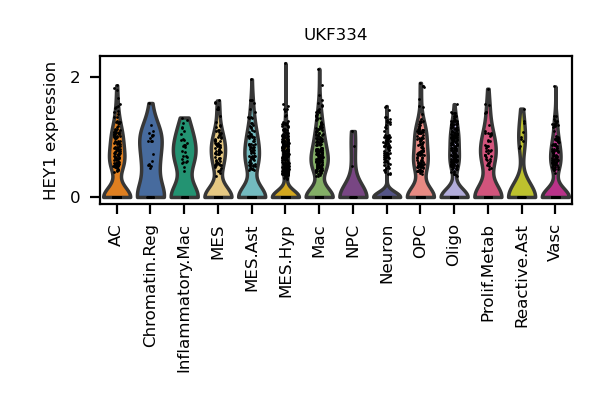 UKF334
HEY1 expression
2
0
AC
Chromatin.Reg
Inflammatory.Mac
MES
MES.Ast
MES.Hyp
Mac
NPC
Neuron
OPC
Oligo
Prolif.Metab
Reactive.Ast
Vasc